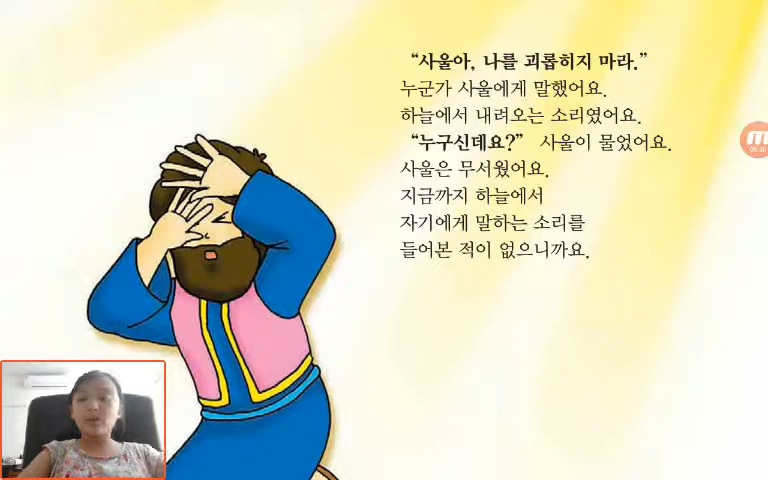 “사울아, 나를 괴롭히지 마라.”
누군가 사울에게 말했어요.
하늘에서 내려오는 소리였어요.
“누구신데요?” 사울이 물었어요.
사울은 무서웠어요.
지금까지 하늘에서
자기에게 말하는 소리를
들어본 적이 없으니까요.